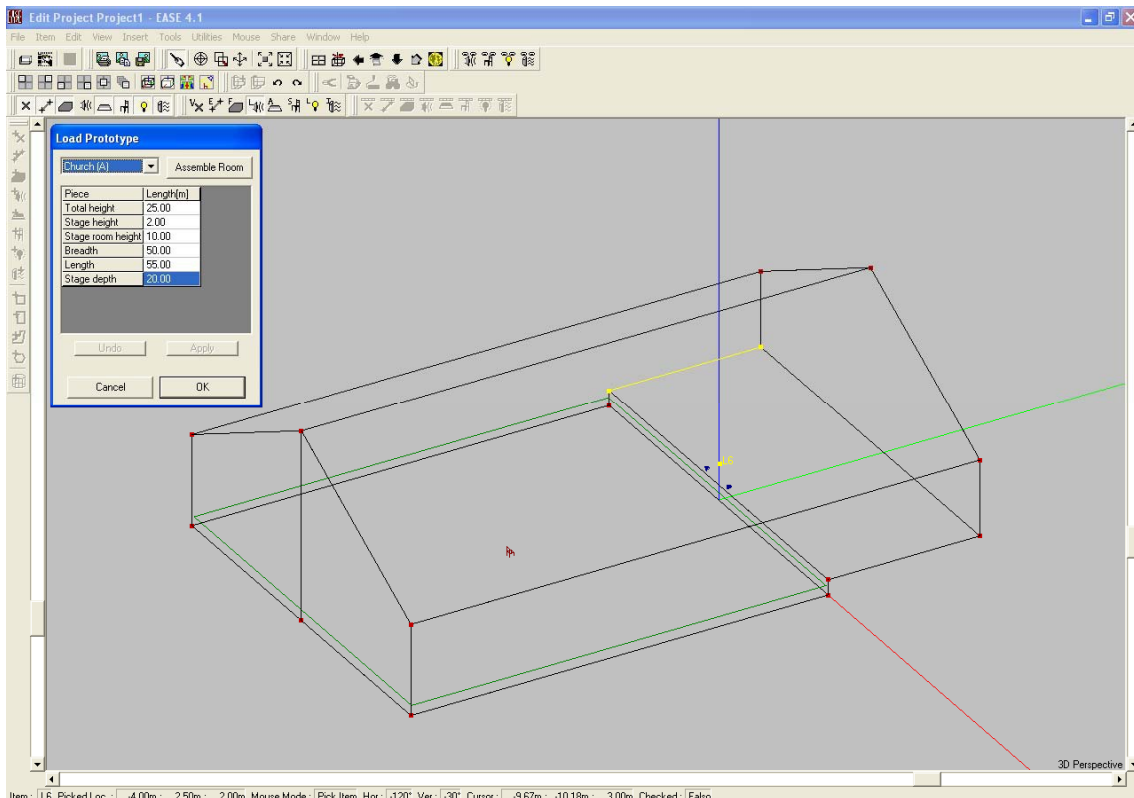 EASE Edit Project Project1 - EASE 4.1
File Item Edit View Insert Tools Utilities Mouse Share Window Help
Load Prototype
Church (A) Assemble Room
Piece Length[m]
Total height 25.00
Stage height 2.00
Stage room height 10.00
Breadth 50.00
Length 55.00
Stage depth 20.00
Undo Apply
Cancel OK
L6
3D Perspective
Item : L6 Picked Loc. : -4.00m : 2.50m : 2.00m Mouse Mode : Pick Item Hor : -120° Ver : -30° Cursor : -9.67m : -10.18m : 3.00m Checked : False